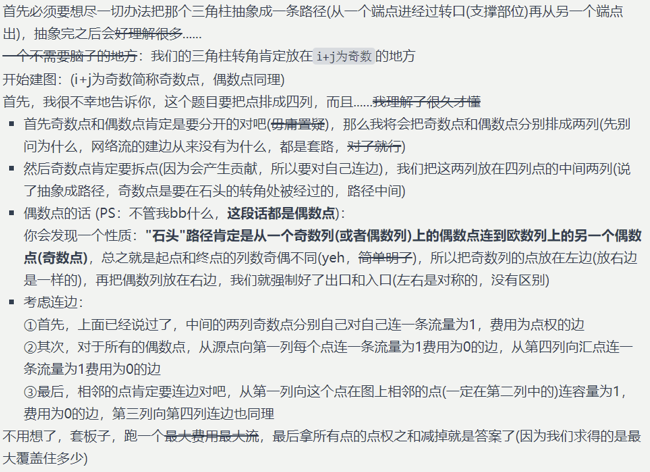 首先必须要想尽一切办法把那个三角柱抽象成一条路径(从一个端点进经过转口(支撑部位)再从另一个端点
出)，抽象完之后会好理解很多……
一个不需要脑子的地方：我们的三角柱转角肯定放在i+j为奇数的地方
开始建图：(i+j为奇数简称奇数点，偶数点同理)
首先，我很不幸地告诉你，这个题目要把点排成四列，而且……我理解了很久才懂
▪ 首先奇数点和偶数点肯定是要分开的对吧(毋庸置疑)，那么我将会把奇数点和偶数点分别排成两列(先别
问为什么，网络流的建边从来没有为什么，都是套路，对了就行)
▪ 然后奇数点肯定要拆点(因为会产生贡献，所以要对自己连边)，我们把这两列放在四列点的中间两列(说
了抽象成路径，奇数点是要在石头的转角处被经过的，路径中间)
▪ 偶数点的话 (PS：不管我bb什么，这段话都是偶数点)：
你会发现一个性质："石头"路径肯定是从一个奇数列(或者偶数列)上的偶数点连到欧数列上的另一个偶数
点(奇数点)，总之就是起点和终点的列数奇偶不同(yeh，简单明了)，所以把奇数列的点放在左边(放右边
是一样的)，再把偶数列放在右边，我们就强制好了出口和入口(左右是对称的，没有区别)
▪ 考虑连边：
①首先，上面已经说过了，中间的两列奇数点分别自己对自己连一条流量为1，费用为点权的边
②其次，对于所有的偶数点，从源点向第一列每个点连一条流量为1费用为0的边，从第四列向汇点连一
条流量为1费用为0的边
③最后，相邻的点肯定要连边对吧，从第一列向这个点在图上相邻的点(一定在第二列中的)连容量为1，
费用为0的边，第三列向第四列连边也同理
不用想了，套板子，跑一个最大费用最大流，最后拿所有点的点权之和减掉就是答案了(因为我们求得的是最
大覆盖住多少)